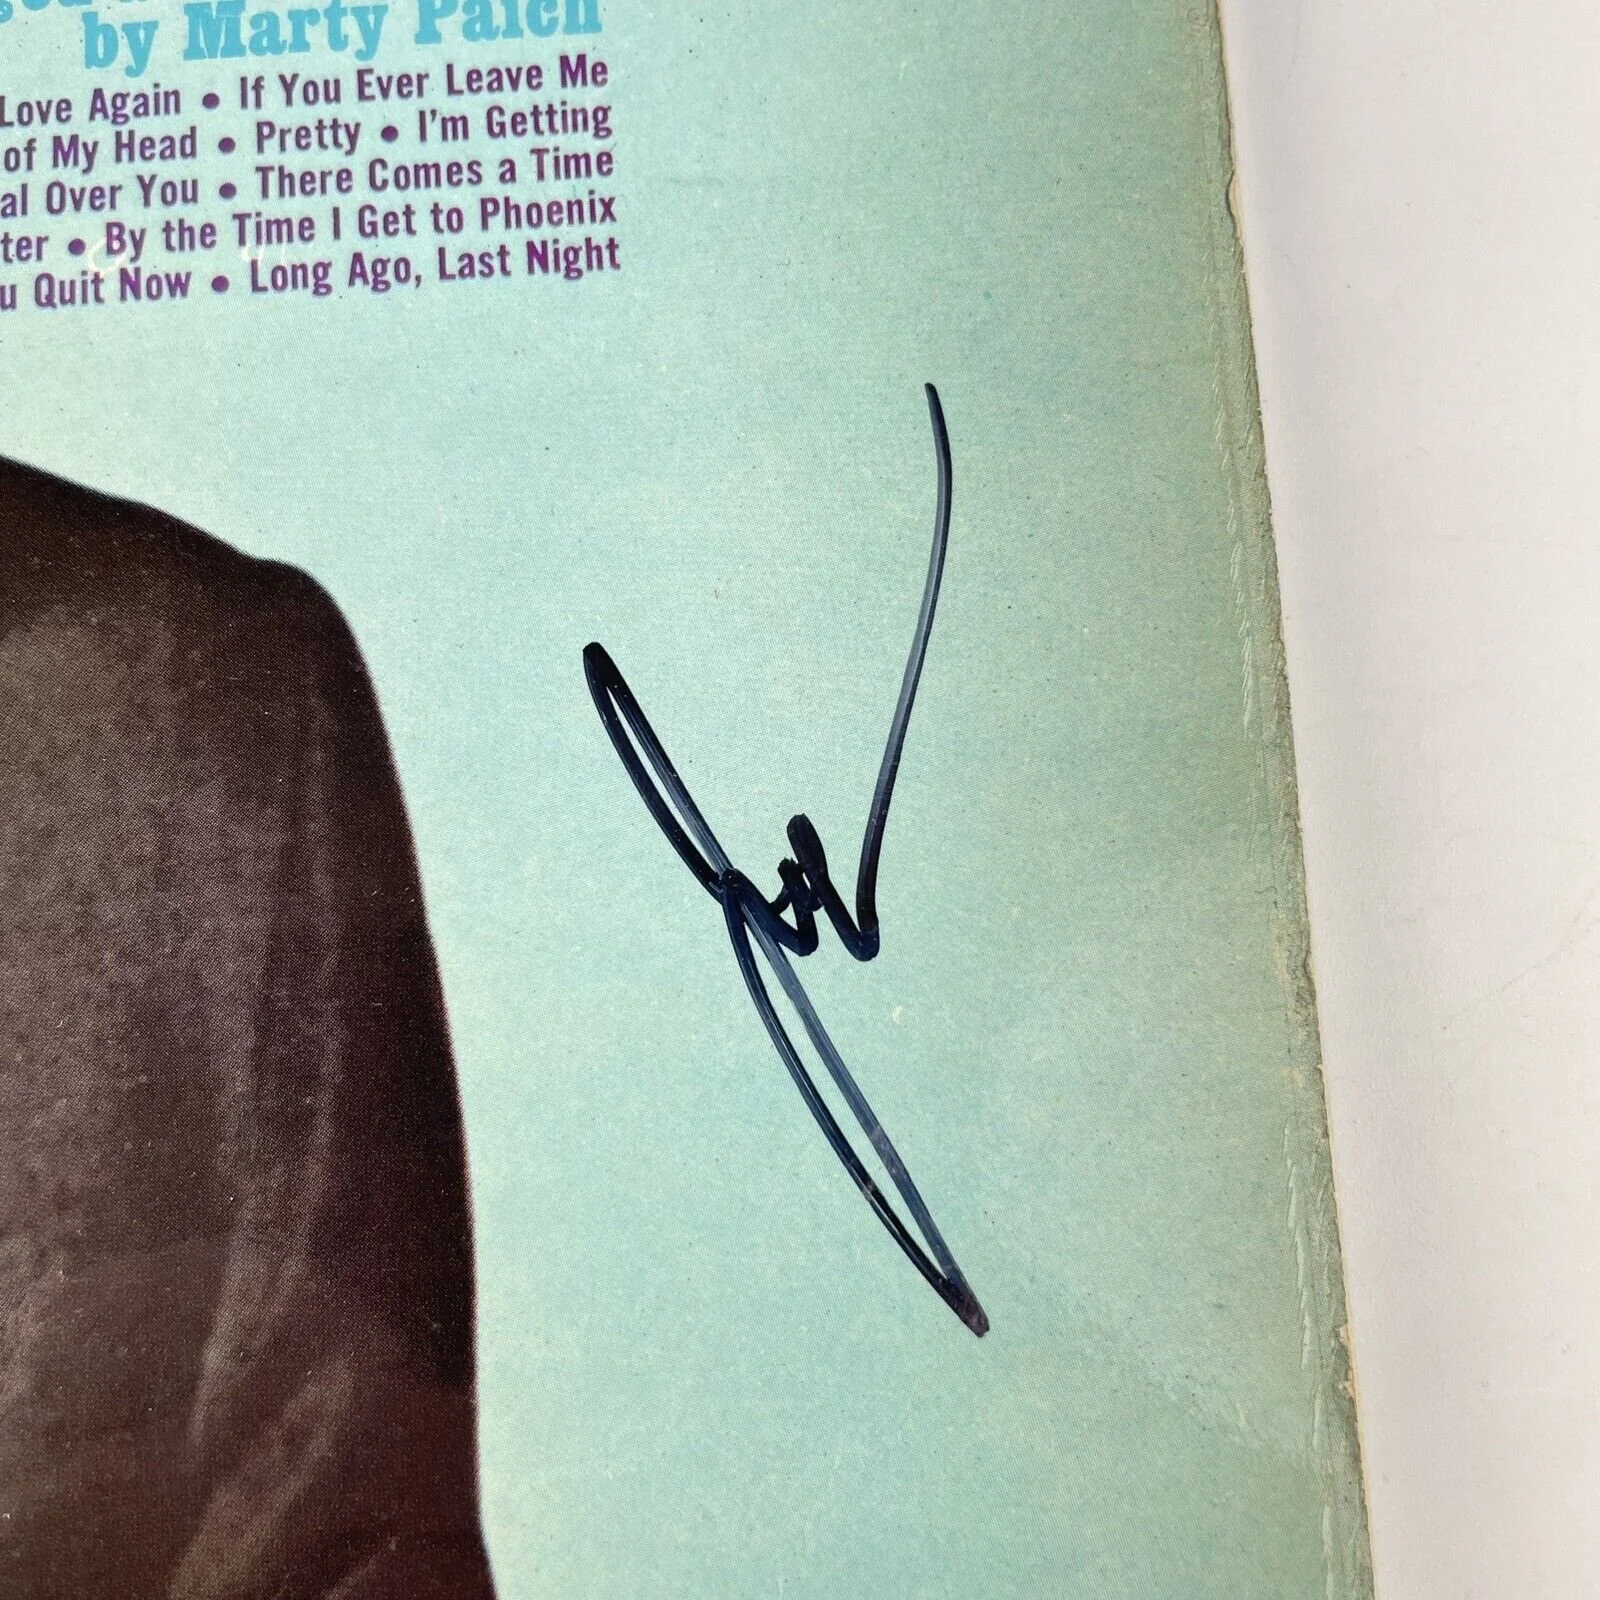 by Marty Paich
Love Again • If You Ever Leave Me
of My Head • Pretty • I'm Getting
al Over You • There Comes a Time
ter • By the Time I Get to Phoenix
u Quit Now • Long Ago, Last Night